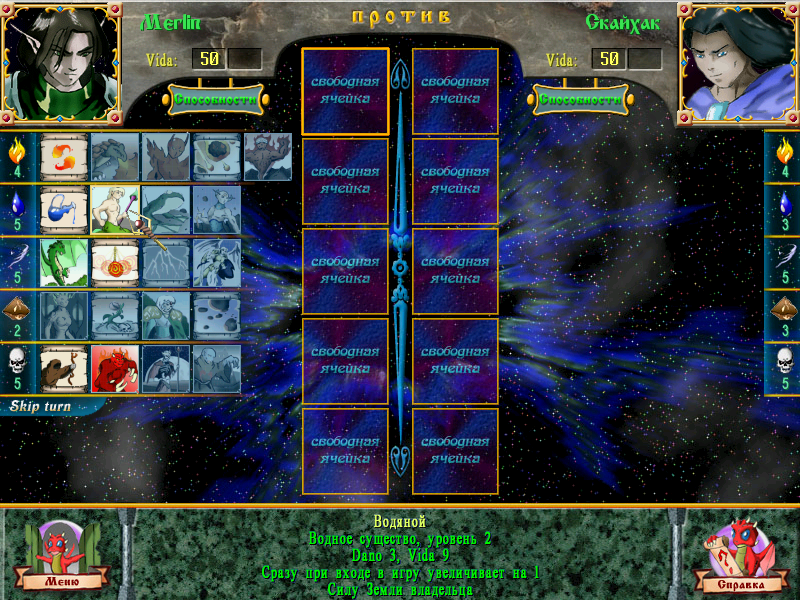 Merlin
против
Скайхак
Vida: 50
Vida: 50
Способности
Способности
свободная
ячейка
свободная
ячейка
свободная
ячейка
свободная
ячейка
свободная
ячейка
свободная
ячейка
свободная
ячейка
свободная
ячейка
свободная
ячейка
свободная
ячейка
4
5
5
2
5
4
3
5
3
5
Skip turn
Водяной
Водное существо, уровень 2
Dano 3, Vida 9
Сразу при входе в игру увеличивает на 1
Силу Земли владельца
Меню
Справка